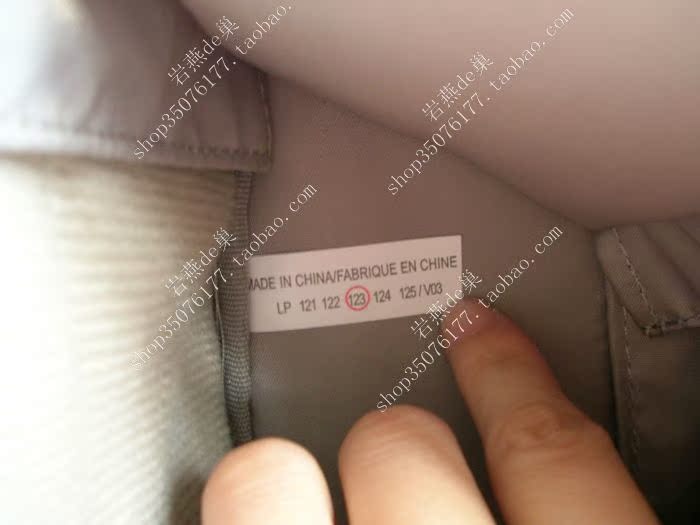 岩燕de巢
shop35076177.taobao.com
岩燕de巢
shop35076177.taobao.com
岩燕de巢
shop35076177.taobao.com
岩燕de巢
shop35076177.taobao.com
MADE IN CHINA/FABRIQUE EN CHINE
LP 121 122 123 124 125/V03